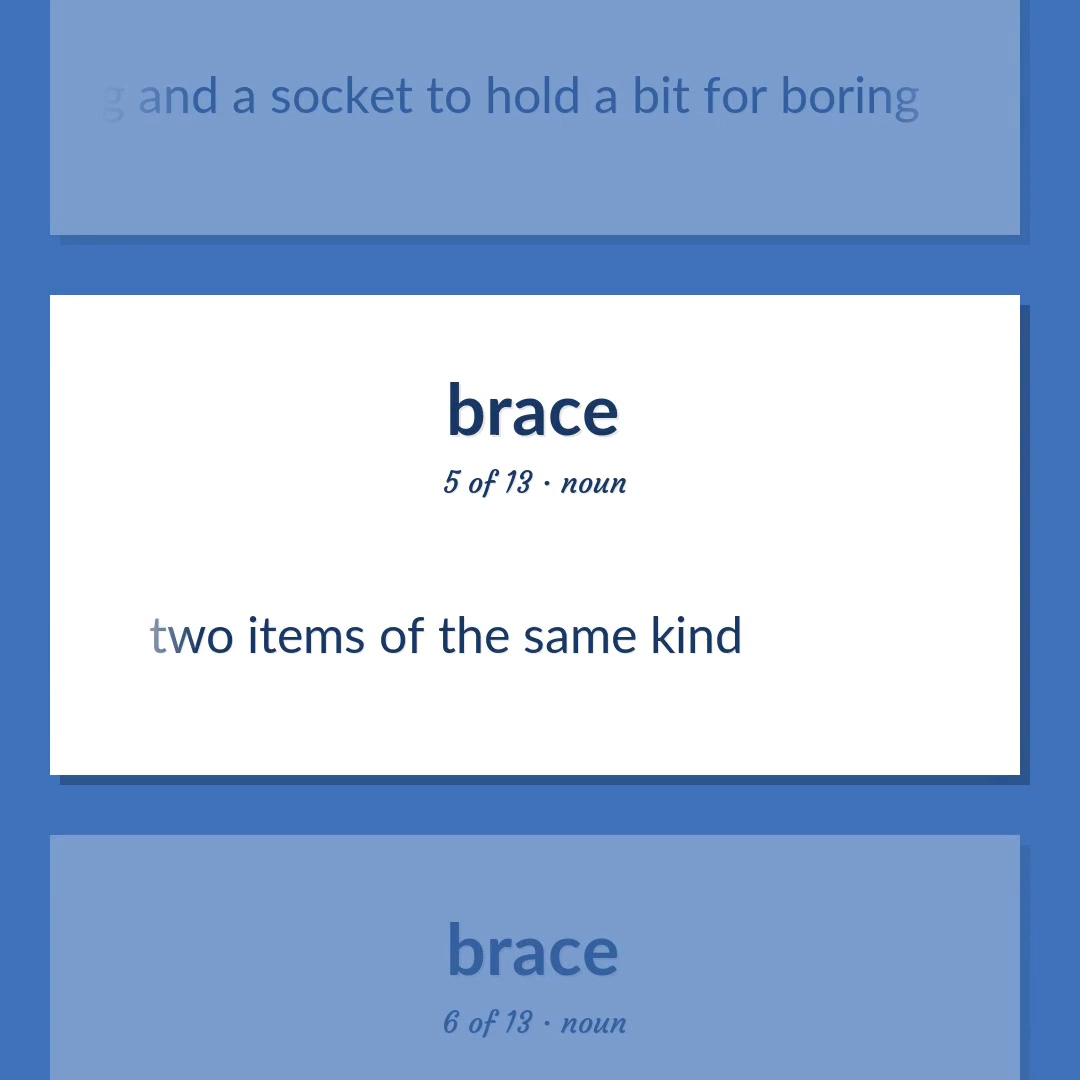 g and a socket to hold a bit for boring
brace
5 of 13 · noun
two items of the same kind
brace
6 of 13 · noun